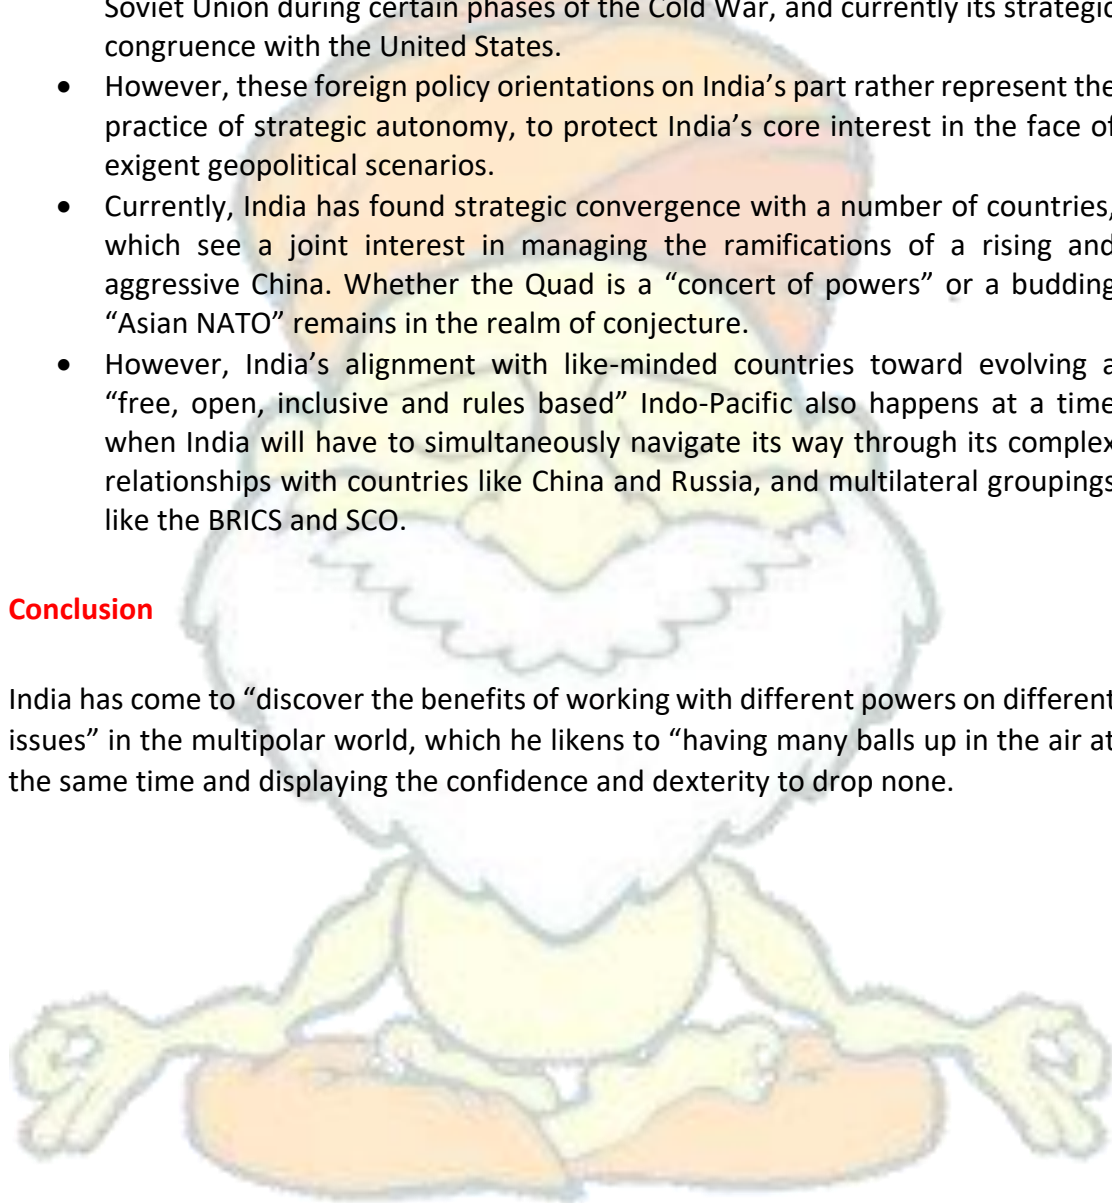 Soviet Union during certain phases of the Cold War, and currently its strategic
congruence with the United States.
• However, these foreign policy orientations on India’s part rather represent the
practice of strategic autonomy, to protect India’s core interest in the face of
exigent geopolitical scenarios.
• Currently, India has found strategic convergence with a number of countries,
which see a joint interest in managing the ramifications of a rising and
aggressive China. Whether the Quad is a “concert of powers” or a budding
“Asian NATO” remains in the realm of conjecture.
• However, India’s alignment with like-minded countries toward evolving a
“free, open, inclusive and rules based” Indo-Pacific also happens at a time
when India will have to simultaneously navigate its way through its complex
relationships with countries like China and Russia, and multilateral groupings
like the BRICS and SCO.
Conclusion
India has come to “discover the benefits of working with different powers on different
issues” in the multipolar world, which he likens to “having many balls up in the air at
the same time and displaying the confidence and dexterity to drop none.